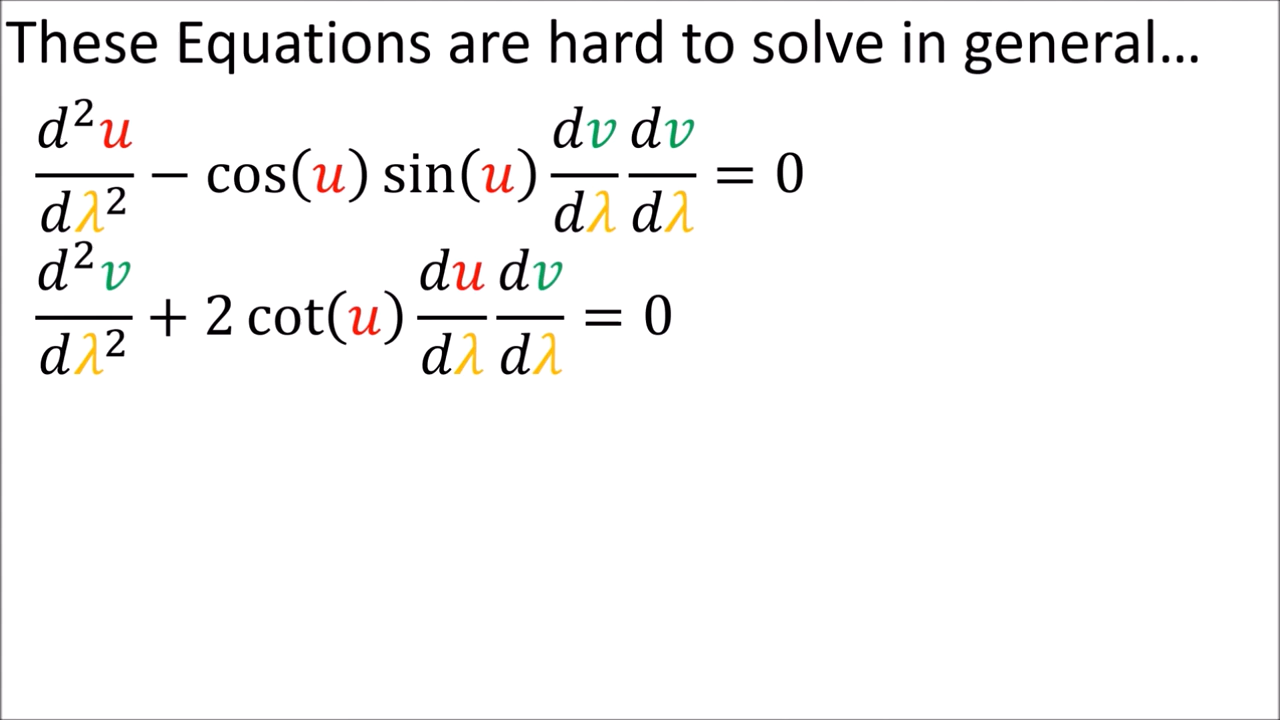 These Equations are hard to solve in general...
d²u/dλ² − cos(u) sin(u) dv/dλ dv/dλ = 0
d²v/dλ² + 2 cot(u) du/dλ dv/dλ = 0